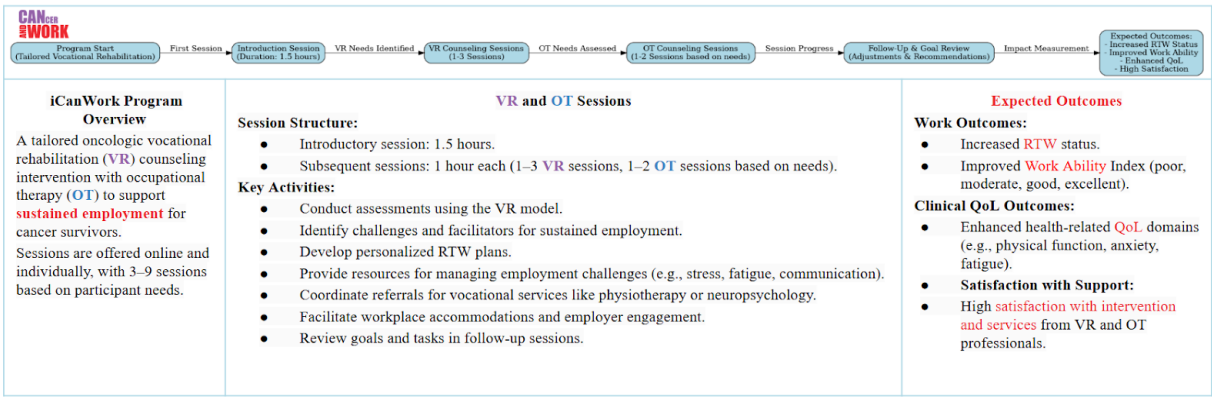 CANCER
ANDWORK
Program Start
(Tailored Vocational Rehabilitation)
First Session
Introduction Session
(Duration: 1.5 hours)
VR Needs Identified
VR Counseling Sessions
(1-3 Sessions)
OT Needs Assessed
OT Counseling Sessions
(1-2 Sessions based on needs)
Session Progress
Follow-Up & Goal Review
(Adjustments & Recommendations)
Impact Measurement
Expected Outcomes:
- Increased RTW Status
- Improved Work Ability
- Enhanced QoL
- High Satisfaction
iCanWork Program
Overview
A tailored oncologic vocational
rehabilitation (VR) counseling
intervention with occupational
therapy (OT) to support
sustained employment for
cancer survivors.
Sessions are offered online and
individually, with 3–9 sessions
based on participant needs.
VR and OT Sessions
Session Structure:
● Introductory session: 1.5 hours.
● Subsequent sessions: 1 hour each (1–3 VR sessions, 1–2 OT sessions based on needs).
Key Activities:
● Conduct assessments using the VR model.
● Identify challenges and facilitators for sustained employment.
● Develop personalized RTW plans.
● Provide resources for managing employment challenges (e.g., stress, fatigue, communication).
● Coordinate referrals for vocational services like physiotherapy or neuropsychology.
● Facilitate workplace accommodations and employer engagement.
● Review goals and tasks in follow-up sessions.
Expected Outcomes
Work Outcomes:
● Increased RTW status.
● Improved Work Ability Index (poor,
moderate, good, excellent).
Clinical QoL Outcomes:
● Enhanced health-related QoL domains
(e.g., physical function, anxiety,
fatigue).
● Satisfaction with Support:
● High satisfaction with intervention
and services from VR and OT
professionals.